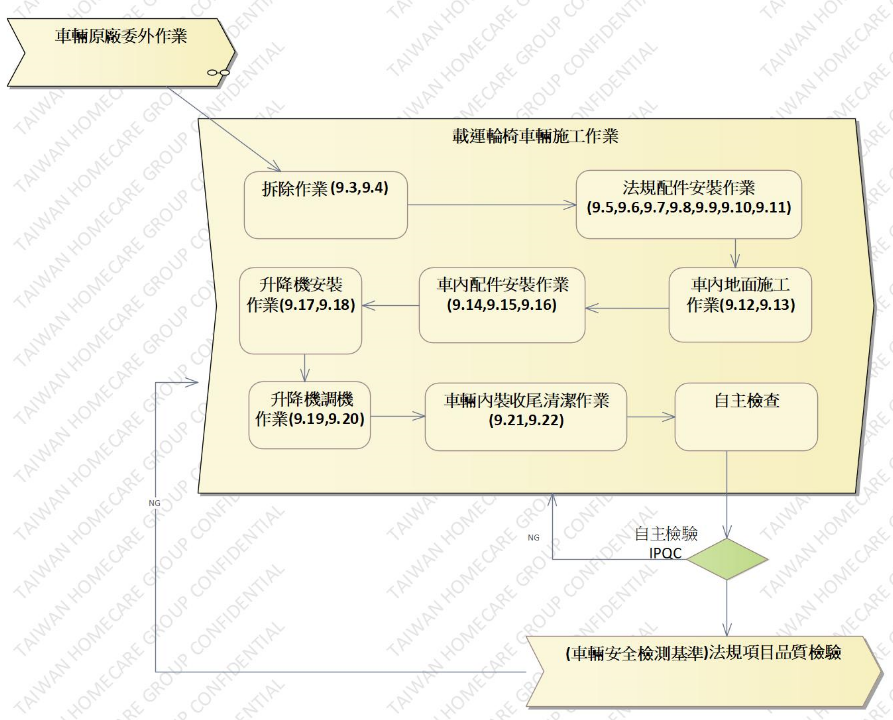 車輛原廠委外作業
載運輪椅車輛施工作業
拆除作業(9.3,9.4)
法規配件安裝作業
(9.5,9.6,9.7,9.8,9.9,9.10,9.11)
升降機安裝
作業(9.17,9.18)
車內配件安裝作業
(9.14,9.15,9.16)
車內地面施工
作業(9.12,9.13)
升降機調機
作業(9.19,9.20)
車輛內裝收尾清潔作業
(9.21,9.22)
自主檢查
NG
NG
自主檢驗
IPQC
(車輛安全檢測基準)法規項目品質檢驗
TAIWAN HOMECARE GROUP CONFIDENTIAL